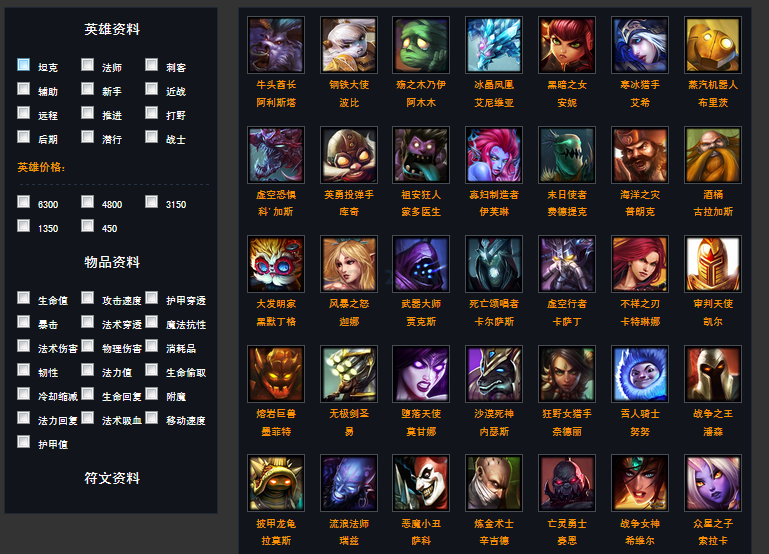 英雄资料
坦克 法师 刺客
辅助 新手 近战
远程 推进 打野
后期 潜行 战士
英雄价格:
6300 4800 3150
1350 450
物品资料
生命值 攻击速度 护甲穿透
暴击 法术穿透 魔法抗性
法术伤害 物理伤害 消耗品
韧性 法力值 生命偷取
冷却缩减 生命回复 附魔
法力回复 法术吸血 移动速度
护甲值
符文资料
牛头酋长 钢铁大使 殇之木乃伊 冰晶凤凰 黑暗之女 寒冰猎手 蒸汽机器人
阿利斯塔 波比 阿木木 艾尼维亚 安妮 艾希 布里茨
虚空恐惧 英勇投弹手 祖安狂人 寡妇制造者 末日使者 海洋之灾 酒桶
科`加斯 库奇 蒙多医生 伊芙琳 费德提克 普朗克 古拉加斯
大发明家 风暴之怒 武器大师 死亡颂唱者 虚空行者 不祥之刃 审判天使
黑默丁格 迦娜 贾克斯 卡尔萨斯 卡萨丁 卡特琳娜 凯尔
熔岩巨兽 无极剑圣 堕落天使 沙漠死神 狂野女猎手 雪人骑士 战争之王
墨菲特 易 莫甘娜 内瑟斯 奈德丽 努努 潘森
披甲龙龟 流浪法师 恶魔小丑 炼金术士 亡灵勇士 战争女神 众星之子
拉莫斯 瑞兹 萨科 辛吉德 赛恩 希维尔 索拉卡